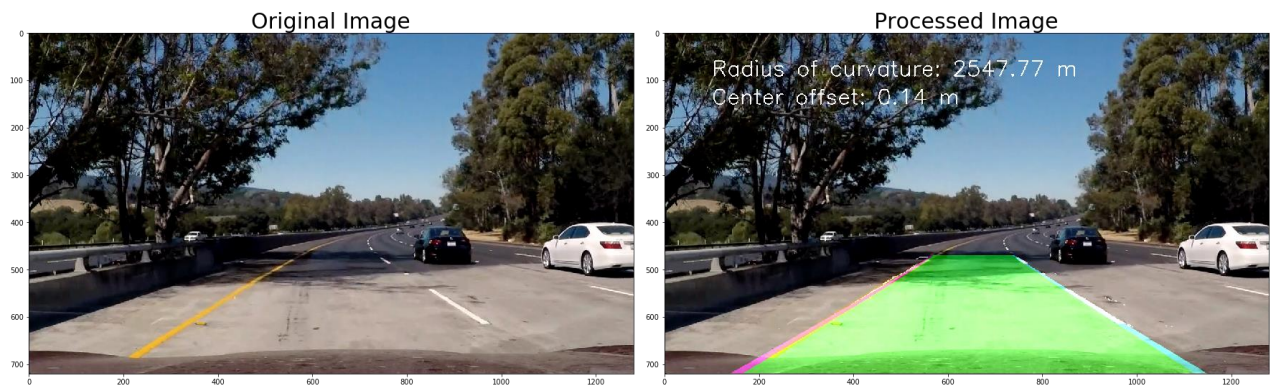 Original Image
Processed Image
0
100
200
300
400
500
600
700
0 200 400 600 800 1000 1200
Radius of curvature: 2547.77 m
Center offset: 0.14 m
0
100
200
300
400
500
600
700
0 200 400 600 800 1000 1200